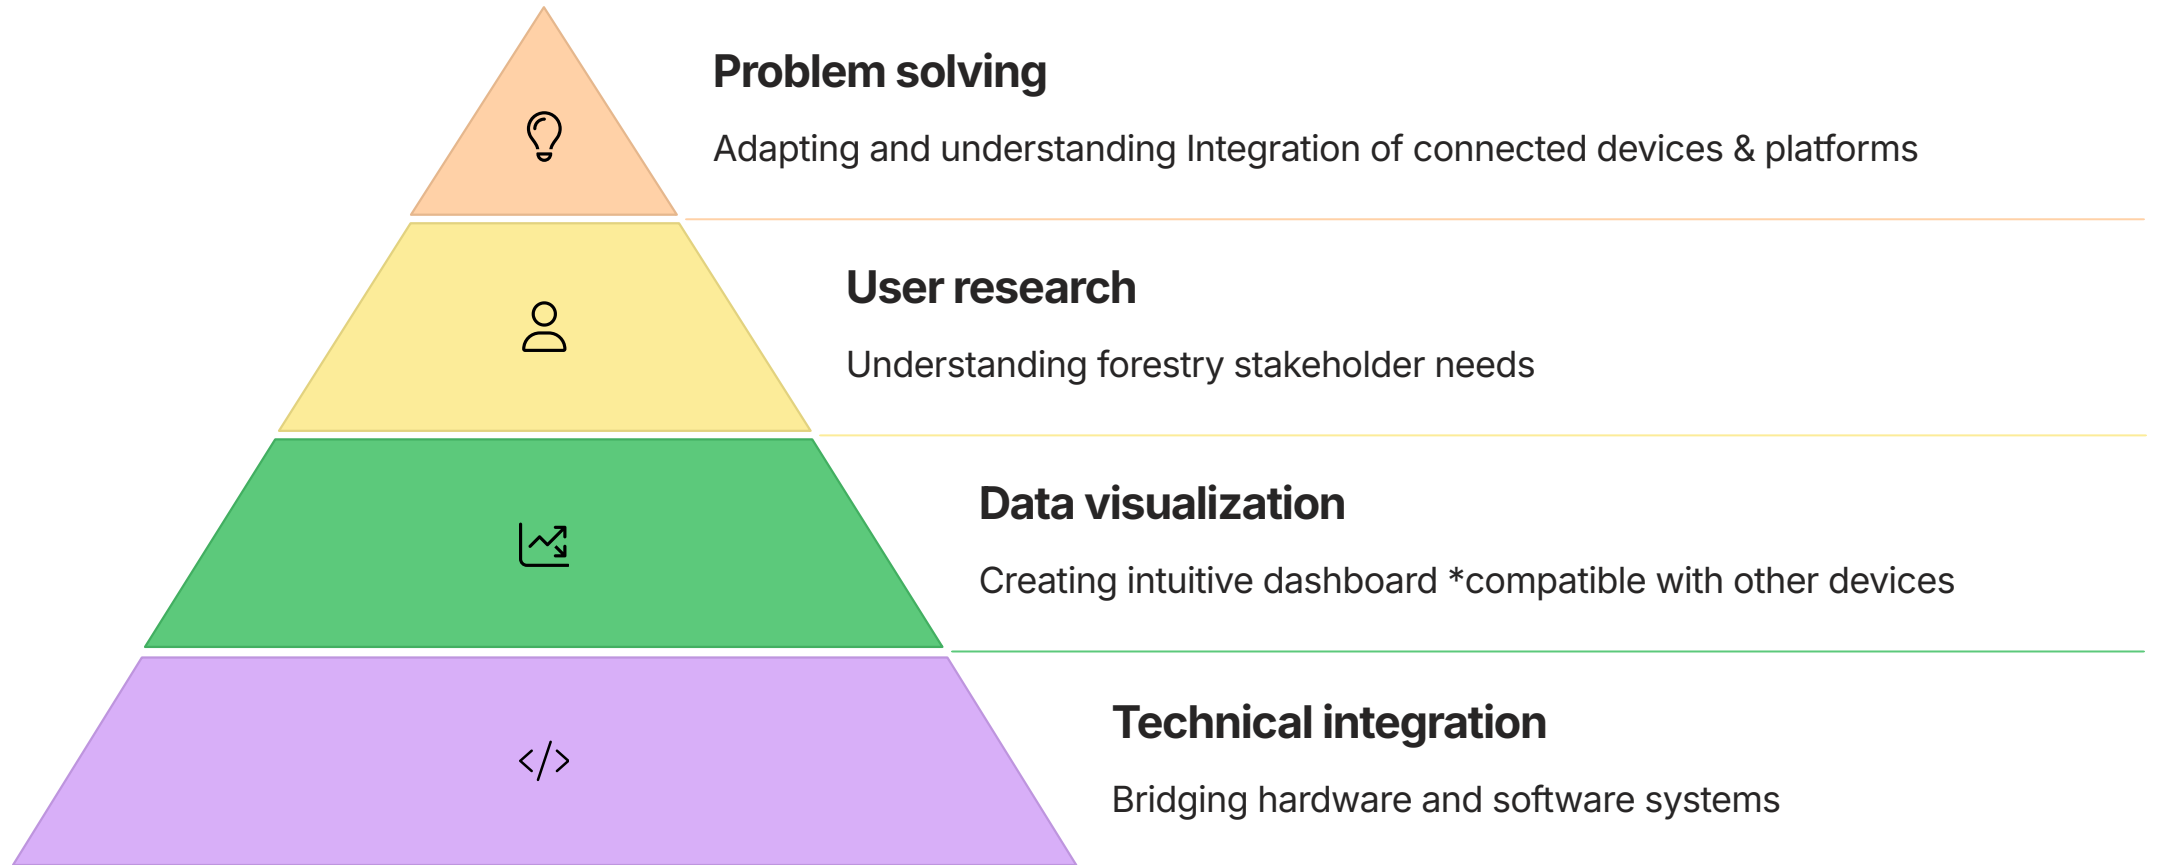 Problem solving
Adapting and understanding Integration of connected devices & platforms
User research
Understanding forestry stakeholder needs
Data visualization
Creating intuitive dashboard *compatible with other devices
Technical integration
Bridging hardware and software systems